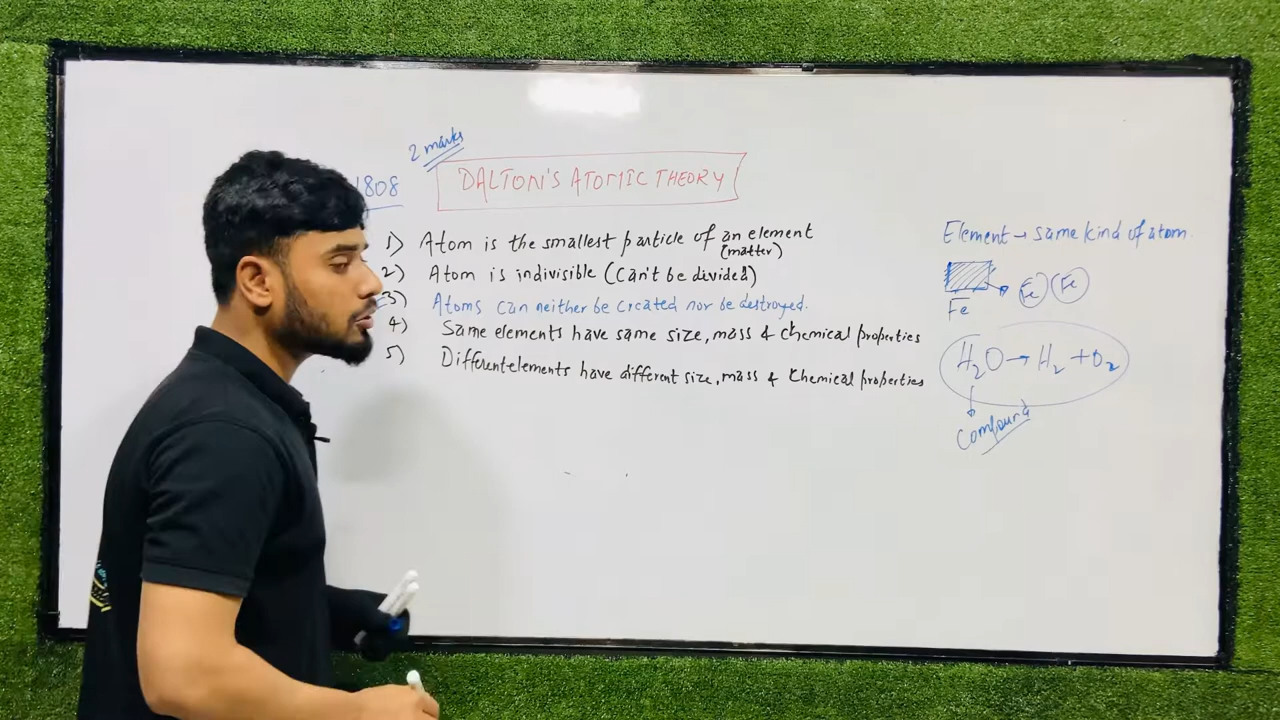 2 marks
1808
DALTON'S ATOMIC THEORY
1) Atom is the smallest particle of an element
(matter)
2) Atom is indivisible (Can't be divided)
3) Atoms can neither be created nor be destroyed.
4) Same elements have same size, mass & Chemical properties
5) Different elements have different size, mass & Chemical properties
Element → same kind of atom.
Fe Fe
Fe
H₂O → H₂ + O₂
Compound